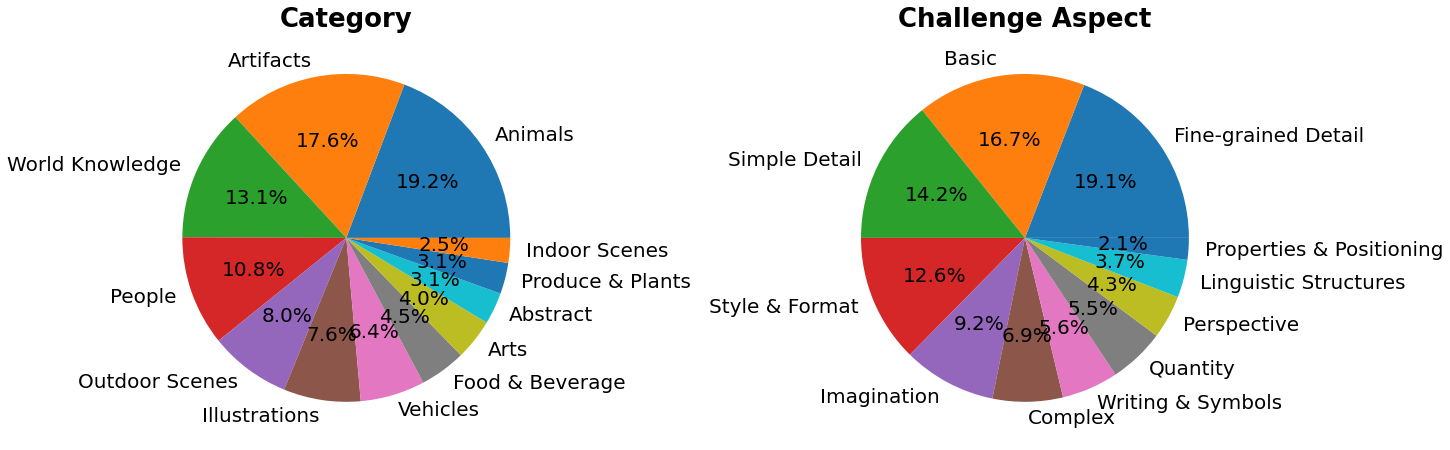 Category
Artifacts
Animals
17.6%
World Knowledge
19.2%
13.1%
2.5%
Indoor Scenes
3.1%
Produce & Plants
10.8%
3.1%
People
4.0%
Abstract
8.0%
4.5%
7.6%
6.4%
Arts
Outdoor Scenes
Food & Beverage
Illustrations
Vehicles
Challenge Aspect
Basic
Fine-grained Detail
16.7%
Simple Detail
19.1%
14.2%
2.1%
Properties & Positioning
3.7%
12.6%
Linguistic Structures
4.3%
Style & Format
5.5%
9.2%
5.6%
Perspective
6.9%
Quantity
Imagination
Writing & Symbols
Complex